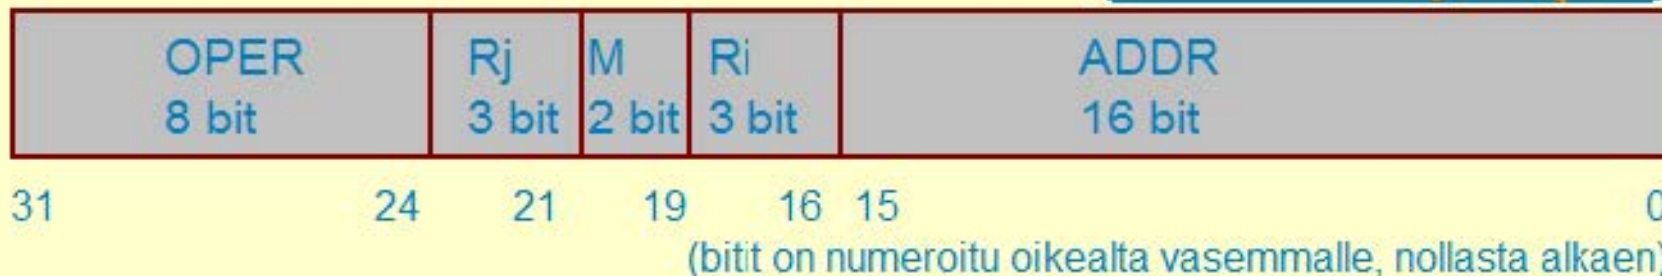 OPER Rj M Ri ADDR
8 bit 3 bit 2 bit 3 bit 16 bit
31 24 21 19 16 15 0
(bitit on numeroitu oikealta vasemmalle, nollasta alkaen)